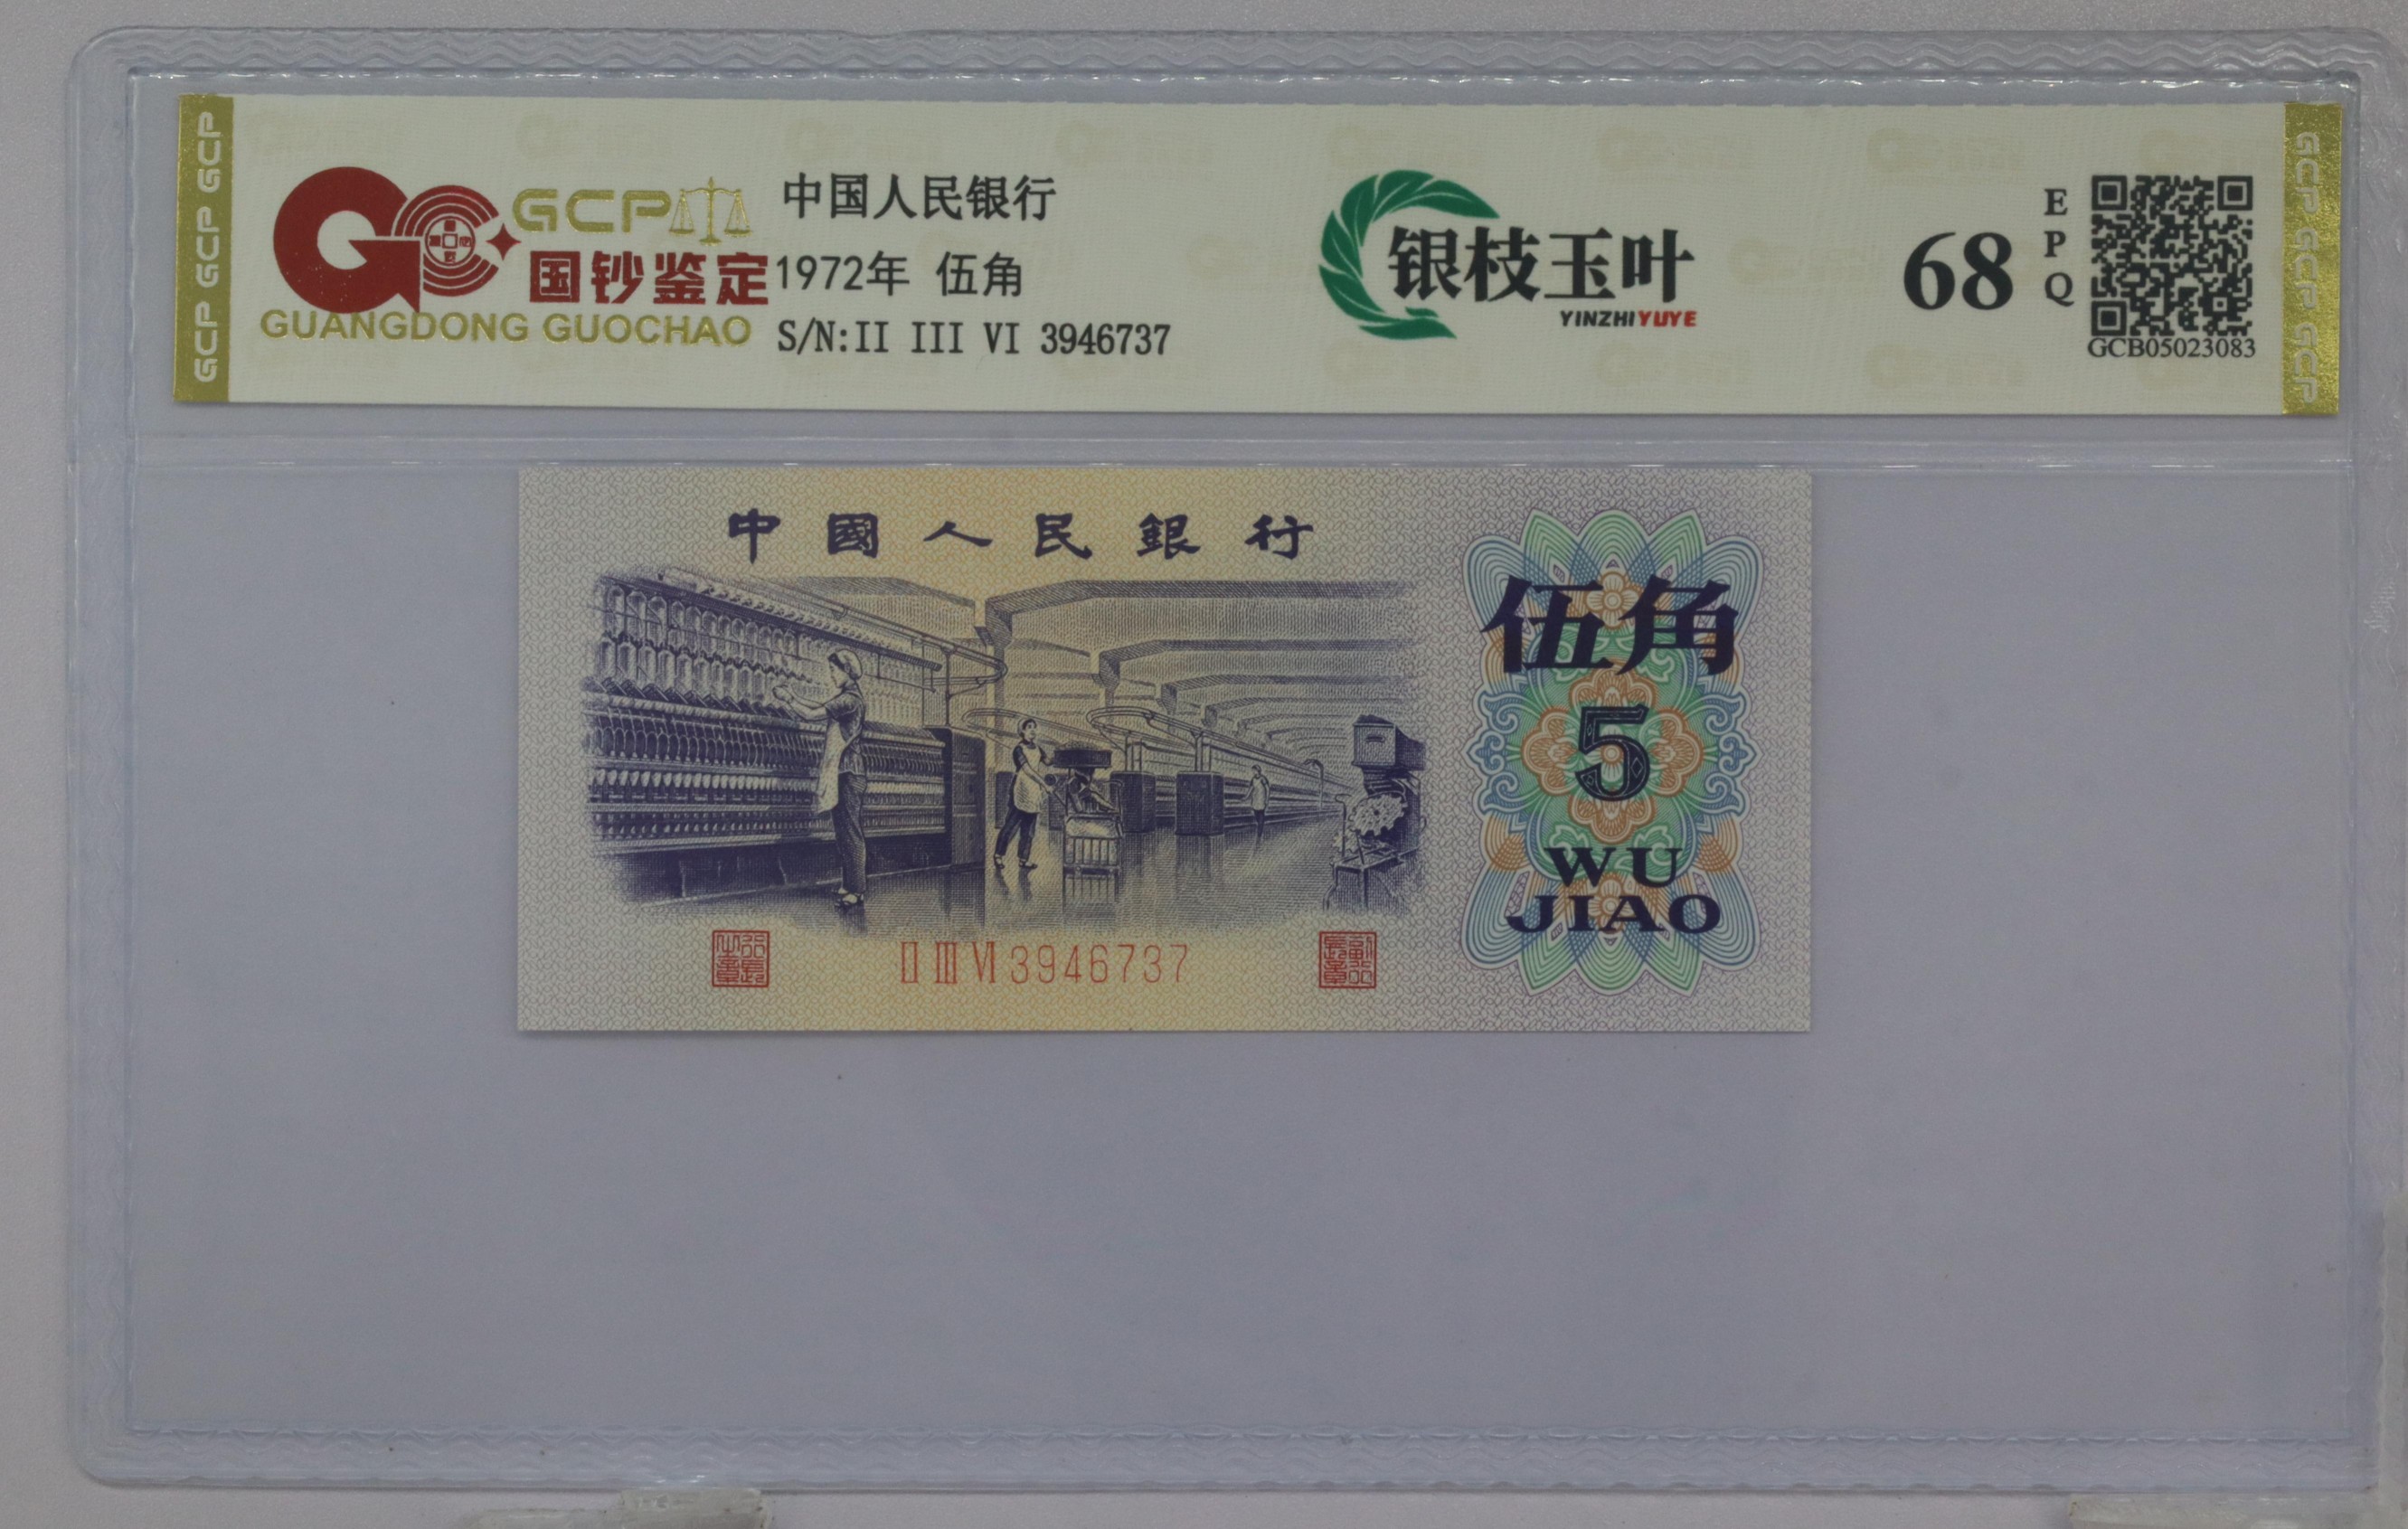 GCP GCP GCP
GCP
国钞鉴定
GUANGDONG GUOCHAO
中国人民银行
1972年 伍角
S/N:II III VI 3946737
银枝玉叶
YINZHIYUYE
68
EPQ
GCB05023083
GCP GCP GCP
中國人民銀行
伍角
5
WU
JIAO
II III VI 3946737